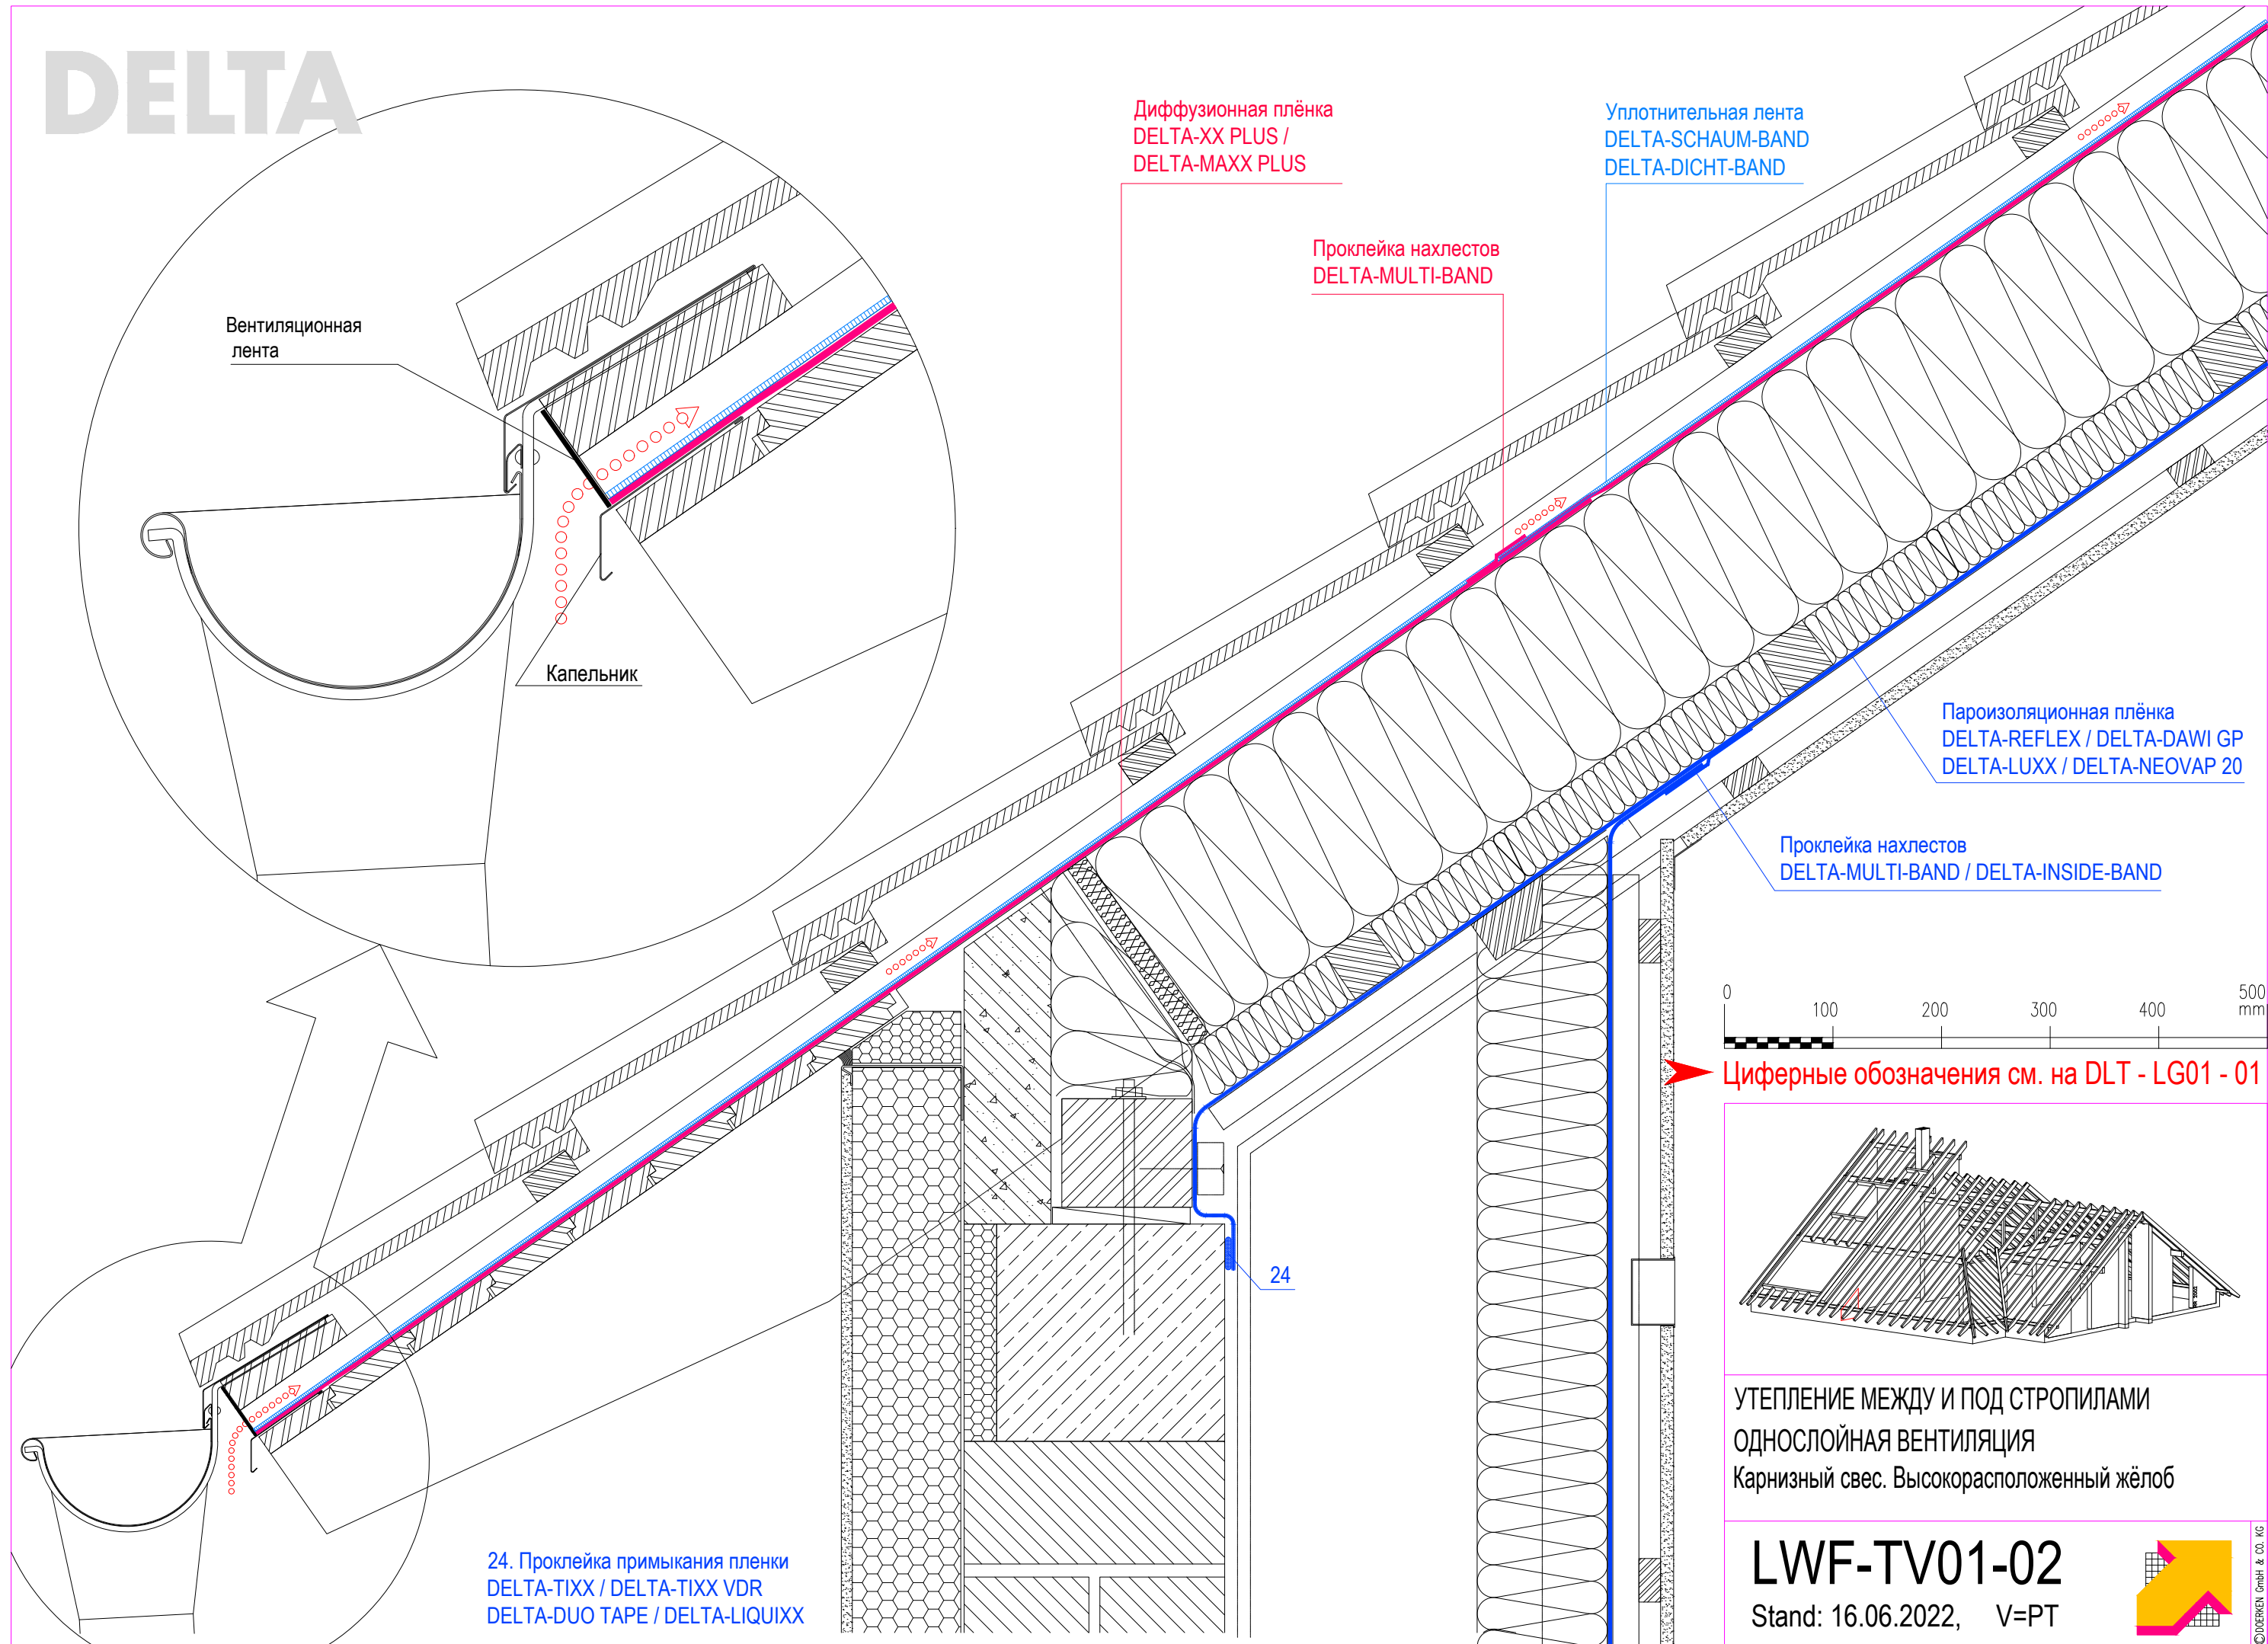 DELTA
Диффузионная плёнка
DELTA-XX PLUS /
DELTA-MAXX PLUS
Уплотнительная лента
DELTA-SCHAUM-BAND
DELTA-DICHT-BAND
Проклейка нахлестов
DELTA-MULTI-BAND
Вентиляционная
лента
Капельник
Пароизоляционная плёнка
DELTA-REFLEX / DELTA-DAWI GP
DELTA-LUXX / DELTA-NEOVAP 20
Проклейка нахлестов
DELTA-MULTI-BAND / DELTA-INSIDE-BAND
0 100 200 300 400 500
mm
Циферные обозначения см. на DLT - LG01 - 01
24
УТЕПЛЕНИЕ МЕЖДУ И ПОД СТРОПИЛАМИ
ОДНОСЛОЙНАЯ ВЕНТИЛЯЦИЯ
Карнизный свес. Высокорасположенный жёлоб
24. Проклейка примыкания пленки
DELTA-TIXX / DELTA-TIXX VDR
DELTA-DUO TAPE / DELTA-LIQUIXX
LWF-TV01-02
Stand: 16.06.2022, V=PT
©DOERKEN GmbH & CO. KG